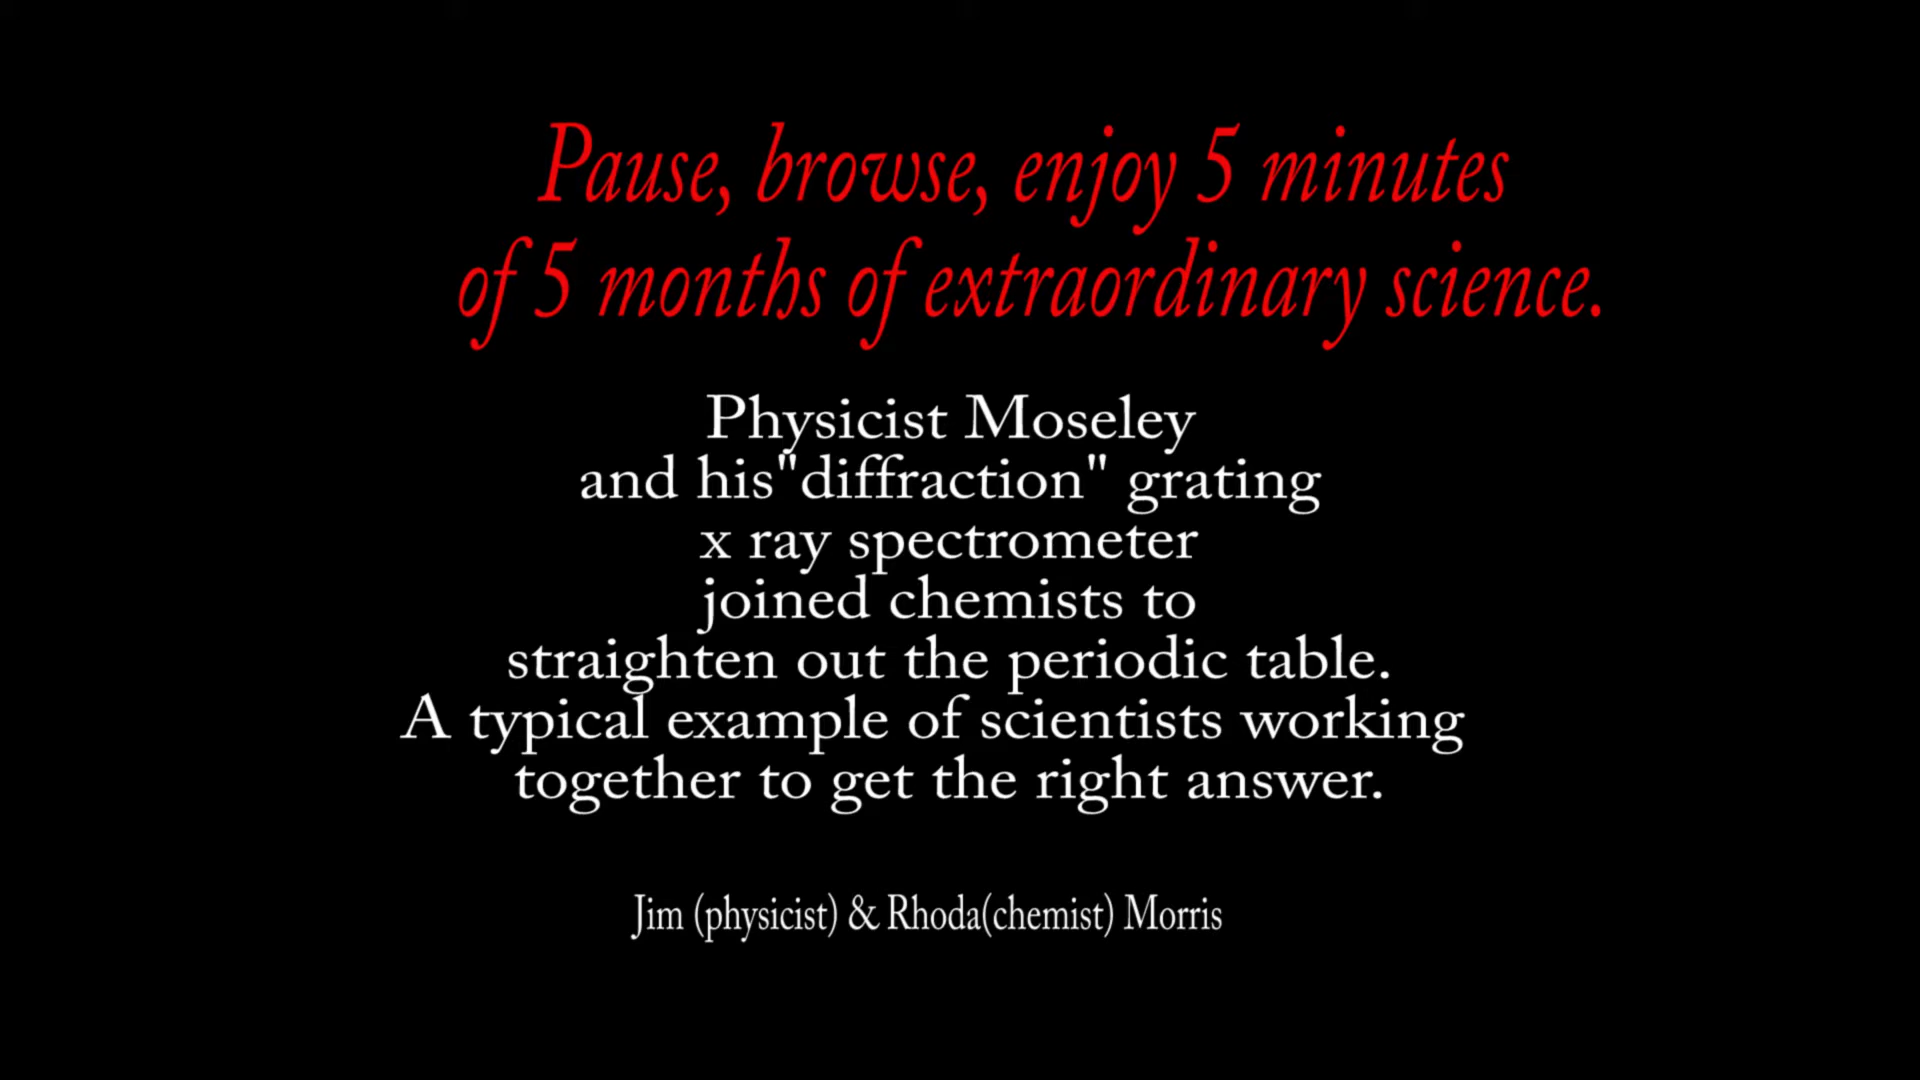 Pause, browse, enjoy 5 minutes
of 5 months of extraordinary science.
Physicist Moseley
and his"diffraction" grating
x ray spectrometer
joined chemists to
straighten out the periodic table.
A typical example of scientists working
together to get the right answer.
Jim (physicist) & Rhoda(chemist) Morris